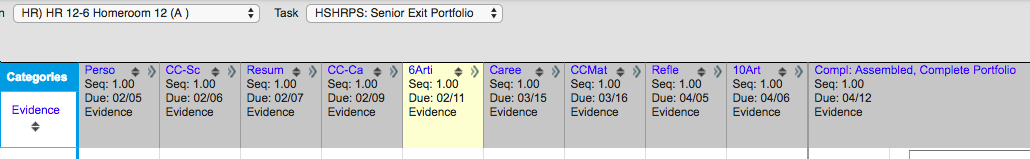 n HR) HR 12-6 Homeroom 12 (A ) Task HSHRPS: Senior Exit Portfolio
Categories
Evidence
Perso
Seq: 1.00
Due: 02/05
Evidence
CC-Sc
Seq: 1.00
Due: 02/06
Evidence
Resum
Seq: 1.00
Due: 02/07
Evidence
CC-Ca
Seq: 1.00
Due: 02/09
Evidence
6Arti
Seq: 1.00
Due: 02/11
Evidence
Caree
Seq: 1.00
Due: 03/15
Evidence
CCMat
Seq: 1.00
Due: 03/16
Evidence
Refle
Seq: 1.00
Due: 04/05
Evidence
10Art
Seq: 1.00
Due: 04/06
Evidence
Compl: Assembled, Complete Portfolio
Seq: 1.00
Due: 04/12
Evidence